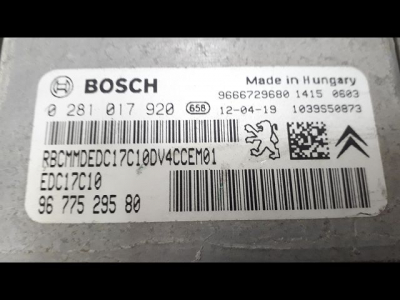 BOSCH
Made in Hungary
9666729680 1415 0603
0 281 017 920 658 12-04-19 1039S50873
RBCMMDEDC17C10DV4CCEM01
EDC17C10
96 775 295 80